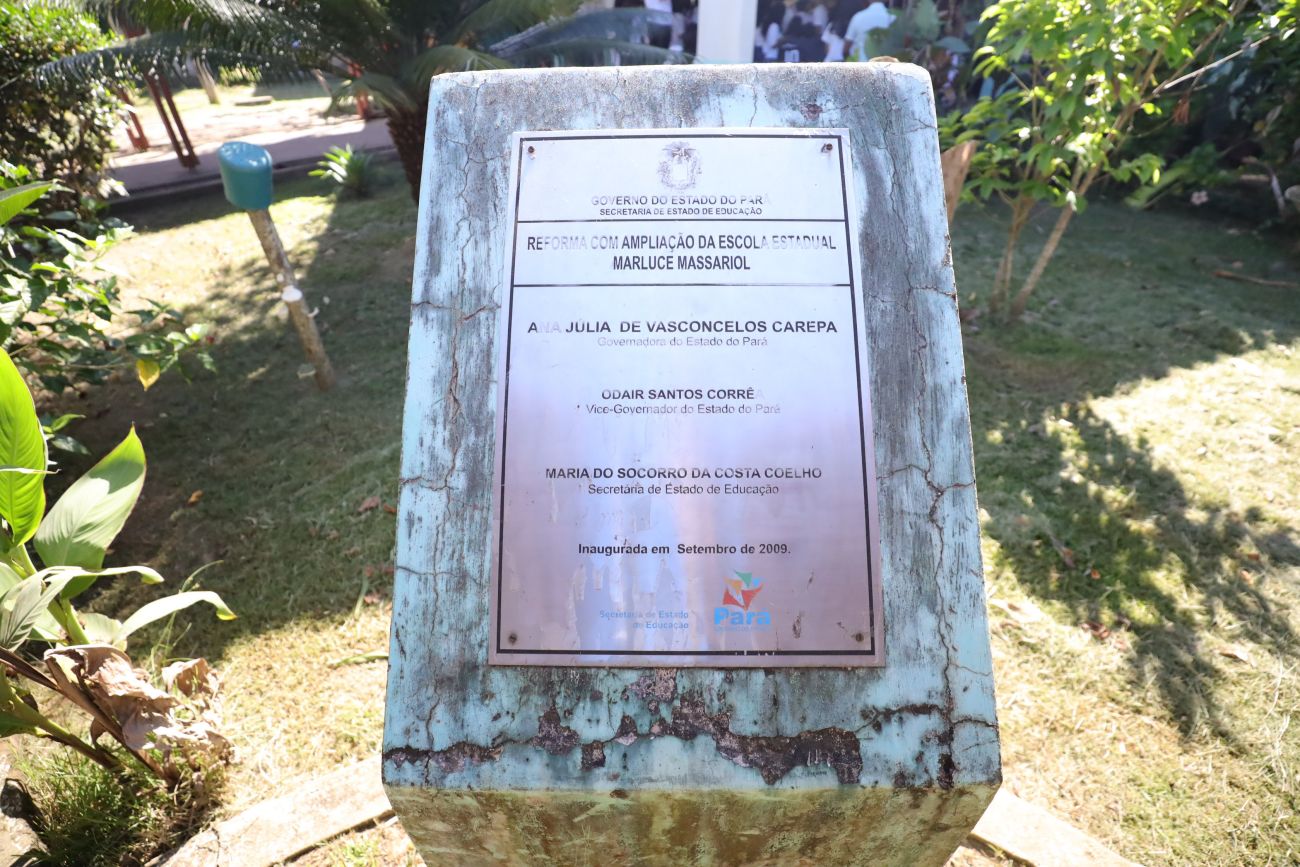 GOVERNO DO ESTADO DO PARÁ
SECRETARIA DE ESTADO DE EDUCAÇÃO
REFORMA COM AMPLIAÇÃO DA ESCOLA ESTADUAL
MARLUCE MASSARIOL
ANA JÚLIA DE VASCONCELOS CAREPA
Governadora do Estado do Pará
ODAIR SANTOS CORRÊA
Vice-Governador do Estado do Pará
MARIA DO SOCORRO DA COSTA COELHO
Secretária de Estado de Educação
Inaugurada em Setembro de 2009.
Secretaria de Estado
de Educação
Pará